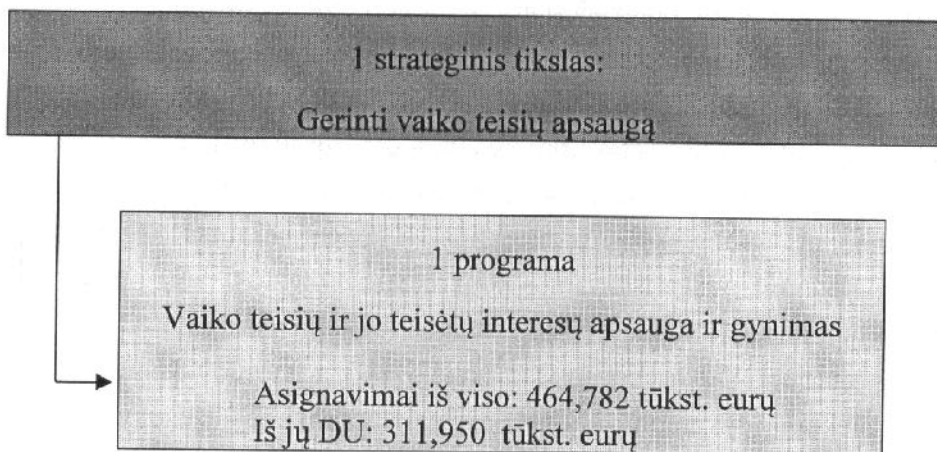 1 strateginis tikslas:
Gerinti vaiko teisių apsaugą
1 programa
Vaiko teisių ir jo teisėtų interesų apsauga ir gynimas
Asignavimai iš viso: 464,782 tūkst. eurų
Iš jų DU: 311,950 tūkst. eurų